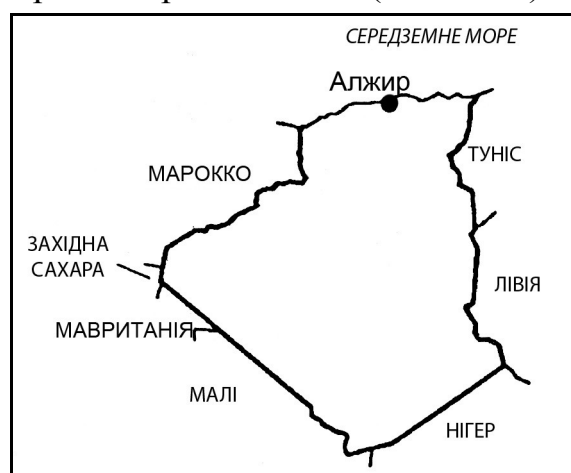 СЕРЕДЗЕМНЕ МОРЕ
Алжир
ТУНІС
МАРОККО
ЗАХІДНА
САХАРА
ЛІВІЯ
МАВРИТАНІЯ
МАЛІ
НІГЕР